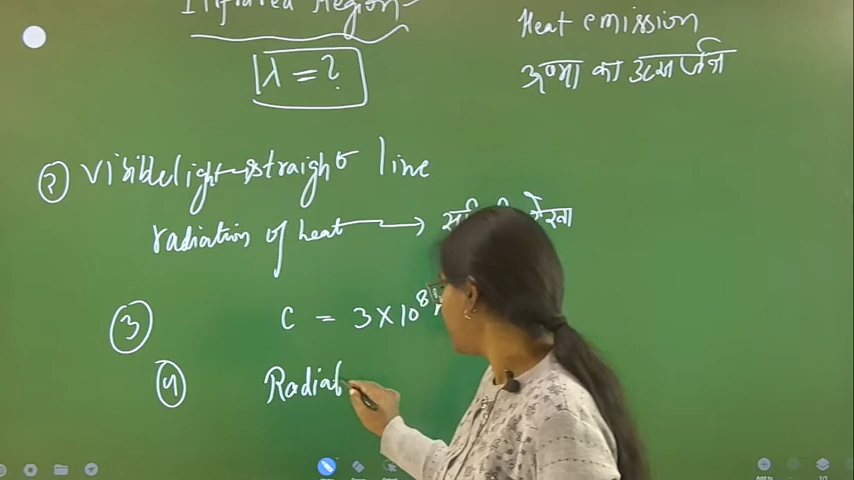 Infrared Region
Heat emission
λ = ?
ऊष्मा का उत्सर्जन
② visible light → straight line
radiation of heat →
③ C = 3 × 10⁸
④ Radiat